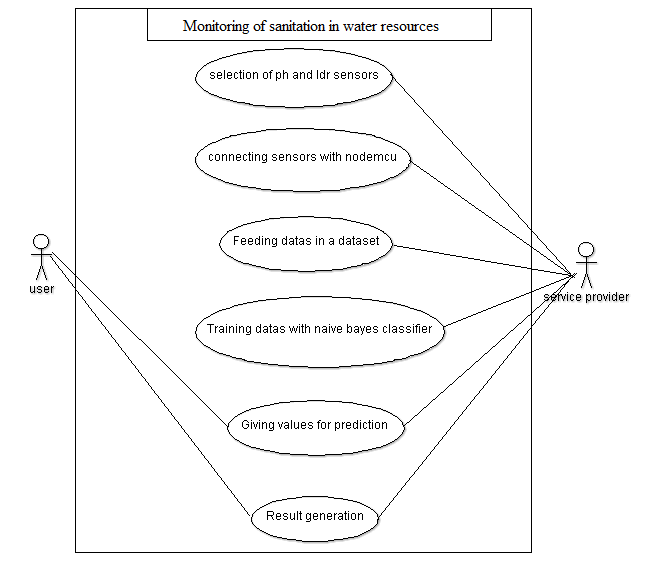 Monitoring of sanitation in water resources
selection of ph and ldr sensors
connecting sensors with nodemcu
Feeding datas in a dataset
user
service provider
Training datas with naive bayes classifier
Giving values for prediction
Result generation